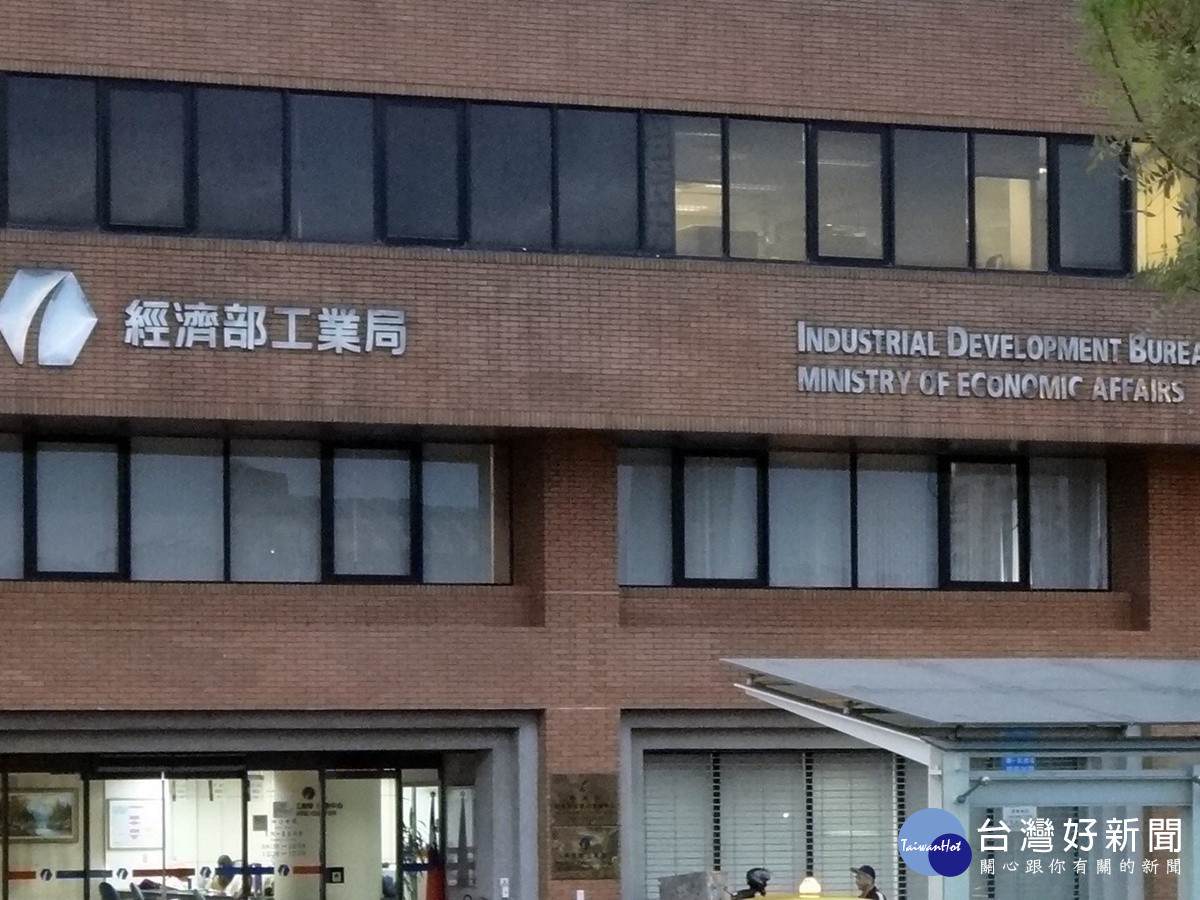 經濟部工業局
INDUSTRIAL DEVELOPMENT BUREA
MINISTRY OF ECONOMIC AFFAIRS
TaiwanHot
台灣好新聞
關心跟你有關的新聞